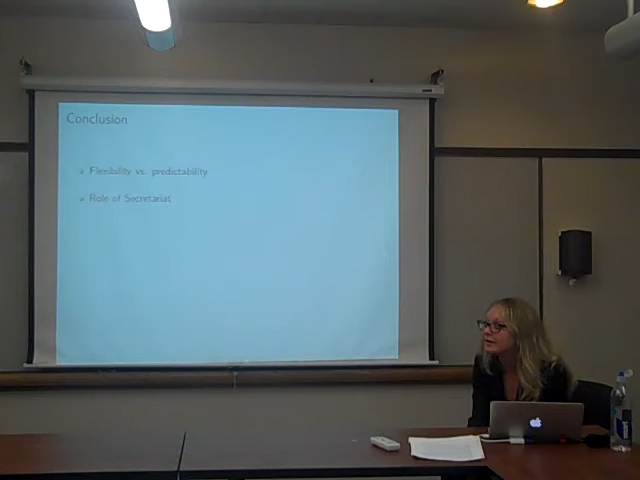 Conclusion
Flexibility vs. predictability
Role of Secretariat